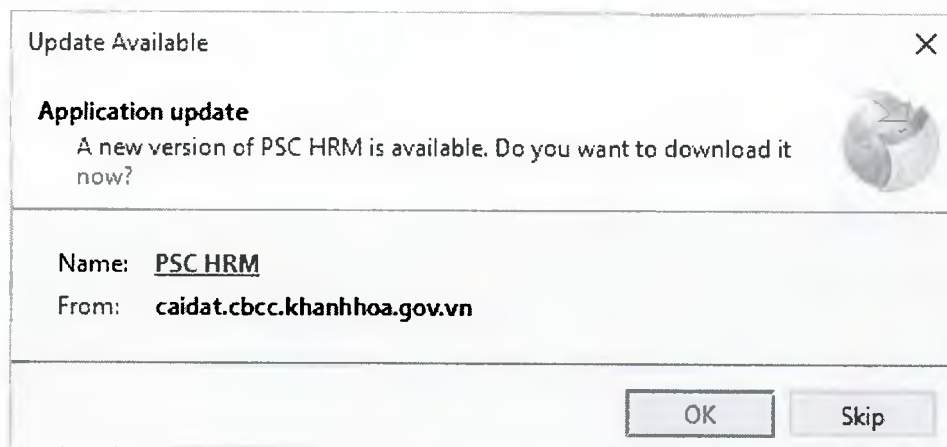 Update Available
Application update
A new version of PSC HRM is available. Do you want to download it
now?
Name: PSC HRM
From: caidat.cbcc.khanhhoa.gov.vn
OK Skip